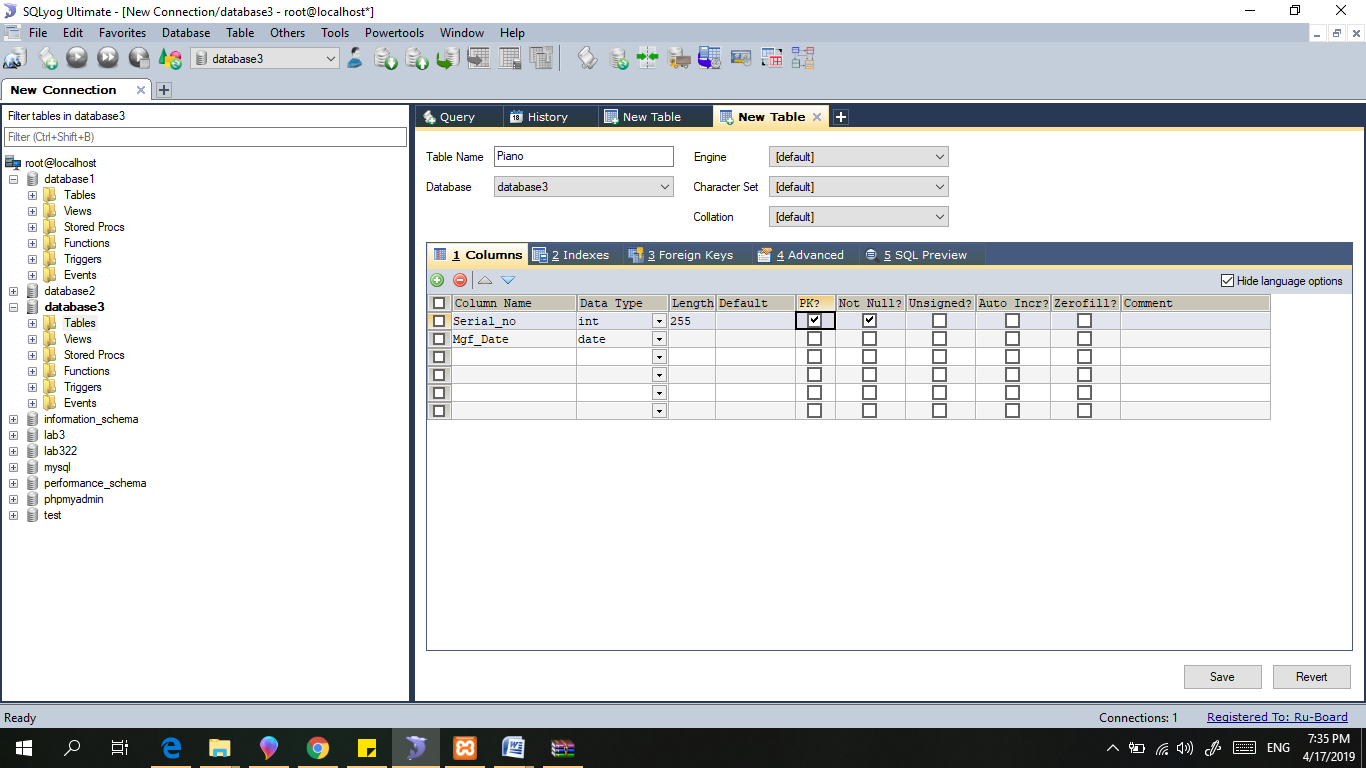 SQLyog Ultimate - [New Connection/database3 - root@localhost*]
File Edit Favorites Database Table Others Tools Powertools Window Help
database3
New Connection
Filter tables in database3
Filter (Ctrl+Shift+B)
root@localhost
database1
Tables
Views
Stored Procs
Functions
Triggers
Events
database2
database3
Tables
Views
Stored Procs
Functions
Triggers
Events
information_schema
lab3
lab322
mysql
performance_schema
phpmyadmin
test
Query History New Table New Table
Table Name Piano Engine [default]
Database database3 Character Set [default]
Collation [default]
1 Columns 2 Indexes 3 Foreign Keys 4 Advanced 5 SQL Preview
Hide language options
Column Name Data Type Length Default PK? Not Null? Unsigned? Auto Incr? Zerofill? Comment
Serial_no int 255
Mgf_Date date
Save Revert
Ready Connections: 1 Registered To: Ru-Board
ENG 7:35 PM
4/17/2019